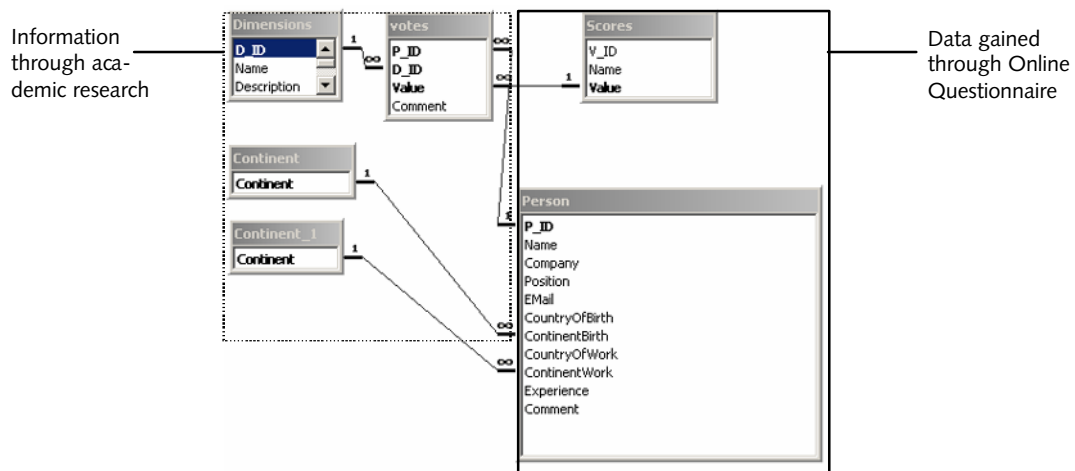 Information
through aca-
demic research
Dimensions
D_ID
Name
Description
1
∞
votes
P_ID
D_ID
Value
Comment
∞
∞
1
Scores
V_ID
Name
Value
Data gained
through Online
Questionnaire
Continent
Continent
1
Continent_1
Continent
1
1
∞
∞
Person
P_ID
Name
Company
Position
EMail
CountryOfBirth
ContinentBirth
CountryOfWork
ContinentWork
Experience
Comment